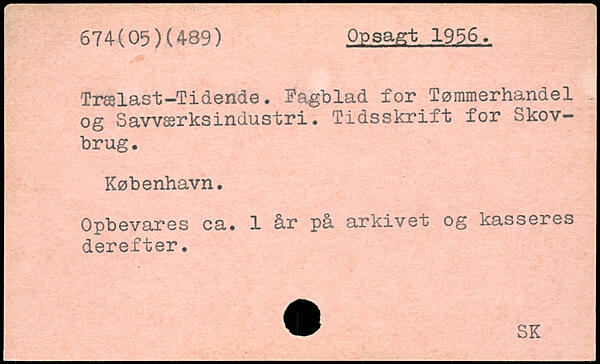 674(05)(489)
Opsagt 1956.
Trælast-Tidende. Fagblad for Tømmerhandel
og Savværksindustri. Tidsskrift for Skov-
brug.
København.
Opbevares ca. 1 år på arkivet og kasseres
derefter.
SK